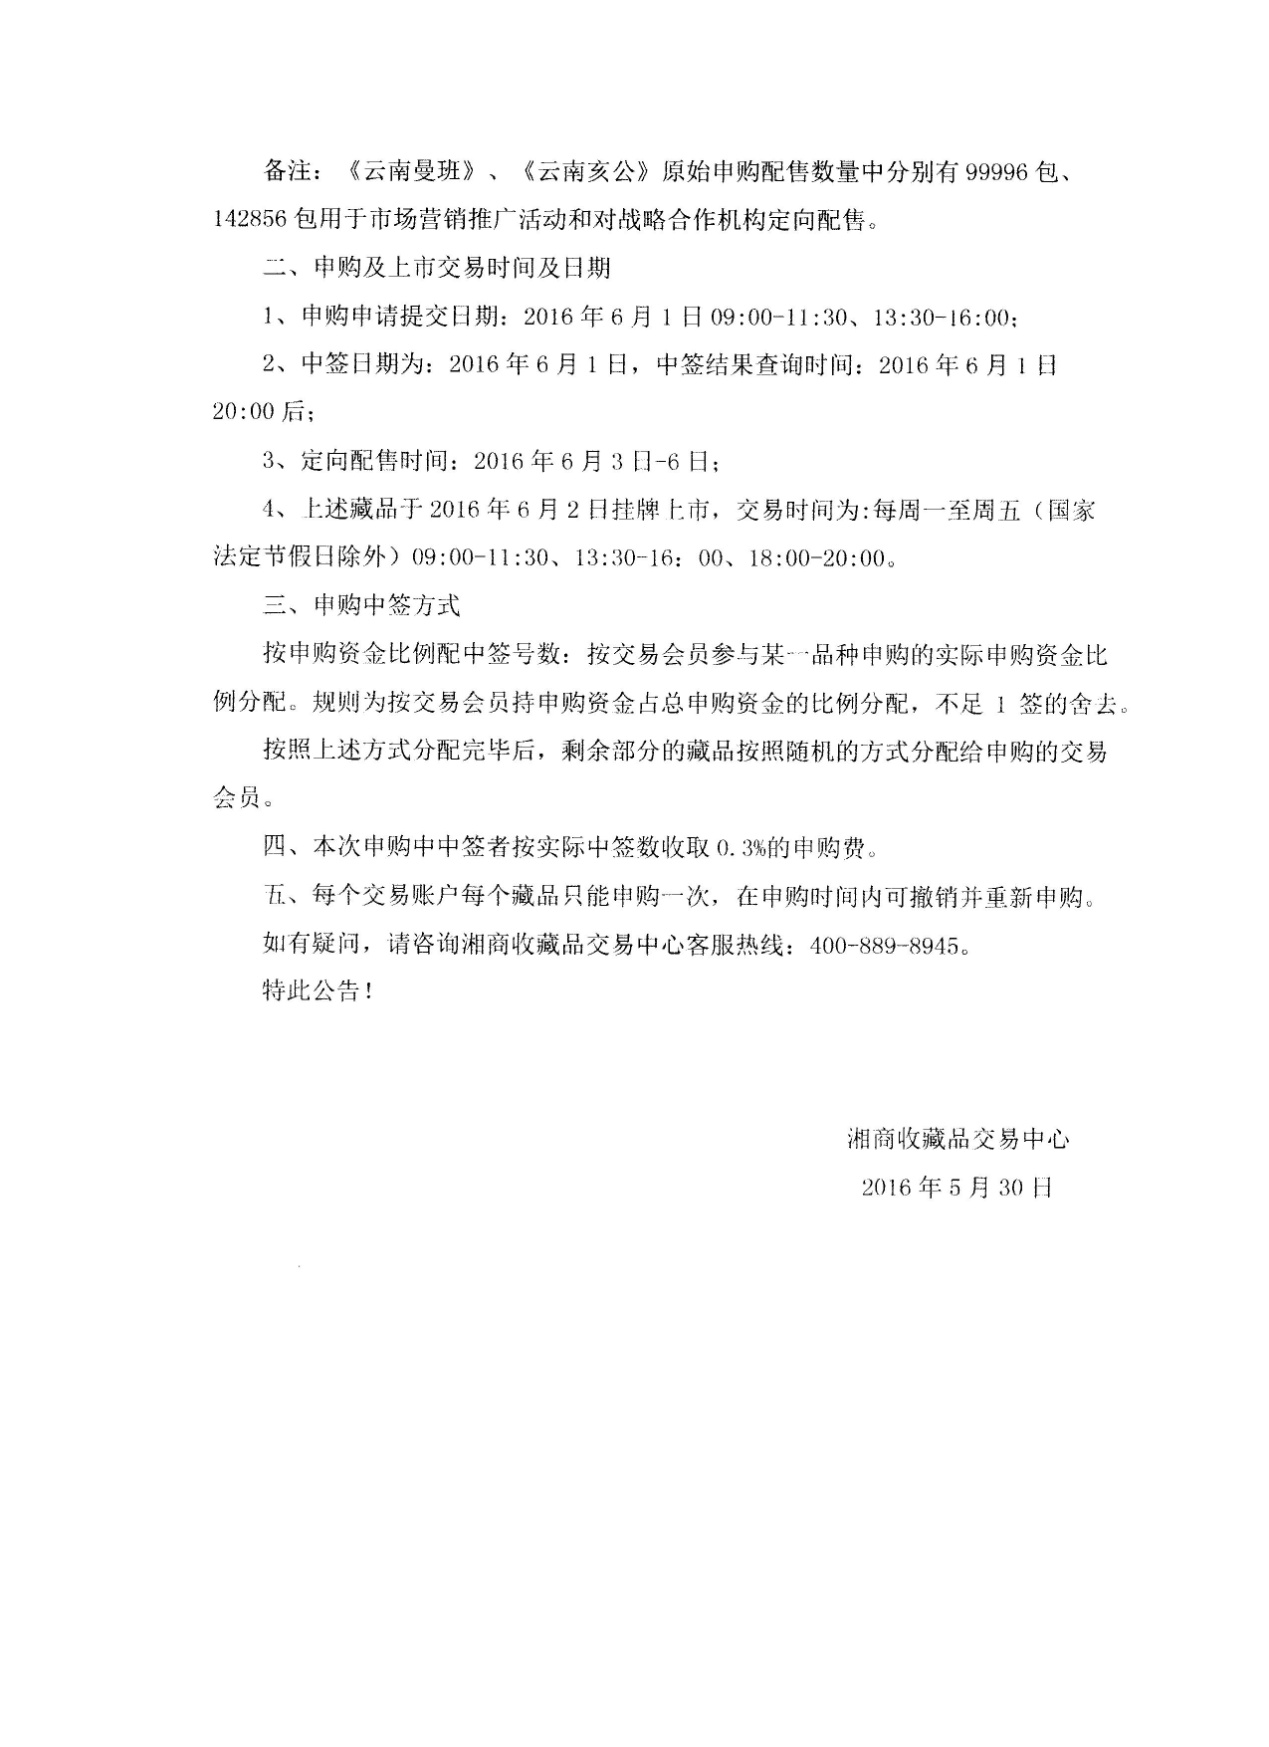 备注：《云南曼班》、《云南亥公》原始申购配售数量中分别有 99996 包、
142856 包用于市场营销推广活动和对战略合作机构定向配售。
二、申购及上市交易时间及日期
1、申购申请提交日期：2016 年 6 月 1 日 09:00-11:30、13:30-16:00；
2、中签日期为：2016 年 6 月 1 日，中签结果查询时间：2016 年 6 月 1 日
20:00 后；
3、定向配售时间：2016 年 6 月 3 日-6 日；
4、上述藏品于 2016 年 6 月 2 日挂牌上市，交易时间为:每周一至周五（国家
法定节假日除外）09:00-11:30、13:30-16：00、18:00-20:00。
三、申购中签方式
按申购资金比例配中签号数：按交易会员参与某一品种申购的实际申购资金比
例分配。规则为按交易会员持申购资金占总申购资金的比例分配，不足 1 签的舍去。
按照上述方式分配完毕后，剩余部分的藏品按照随机的方式分配给申购的交易
会员。
四、本次申购中中签者按实际中签数收取 0.3%的申购费。
五、每个交易账户每个藏品只能申购一次，在申购时间内可撤销并重新申购。
如有疑问，请咨询湘商收藏品交易中心客服热线：400-889-8945。
特此公告！
湘商收藏品交易中心
2016 年 5 月 30 日